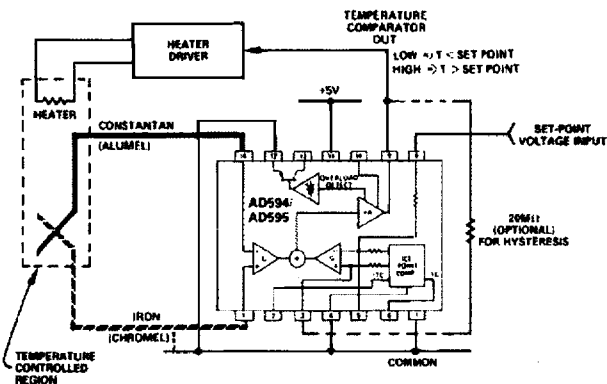 TEMPERATURE
COMPARATOR
OUT
LOW ⇒ T < SET POINT
HIGH ⇒ T > SET POINT
HEATER
DRIVER
HEATER
+5V
CONSTANTAN
(ALUMEL)
SET-POINT
VOLTAGE INPUT
14 13 12 11 10 9 8
OVERLOAD
DETECT
AD594/
AD595
+A
G
ICE
POINT
COMP
20MΩ
(OPTIONAL)
FOR HYSTERESIS
1 2 3 4 5 6 7
IRON
(CHROMEL)
COMMON
TEMPERATURE
CONTROLLED
REGION